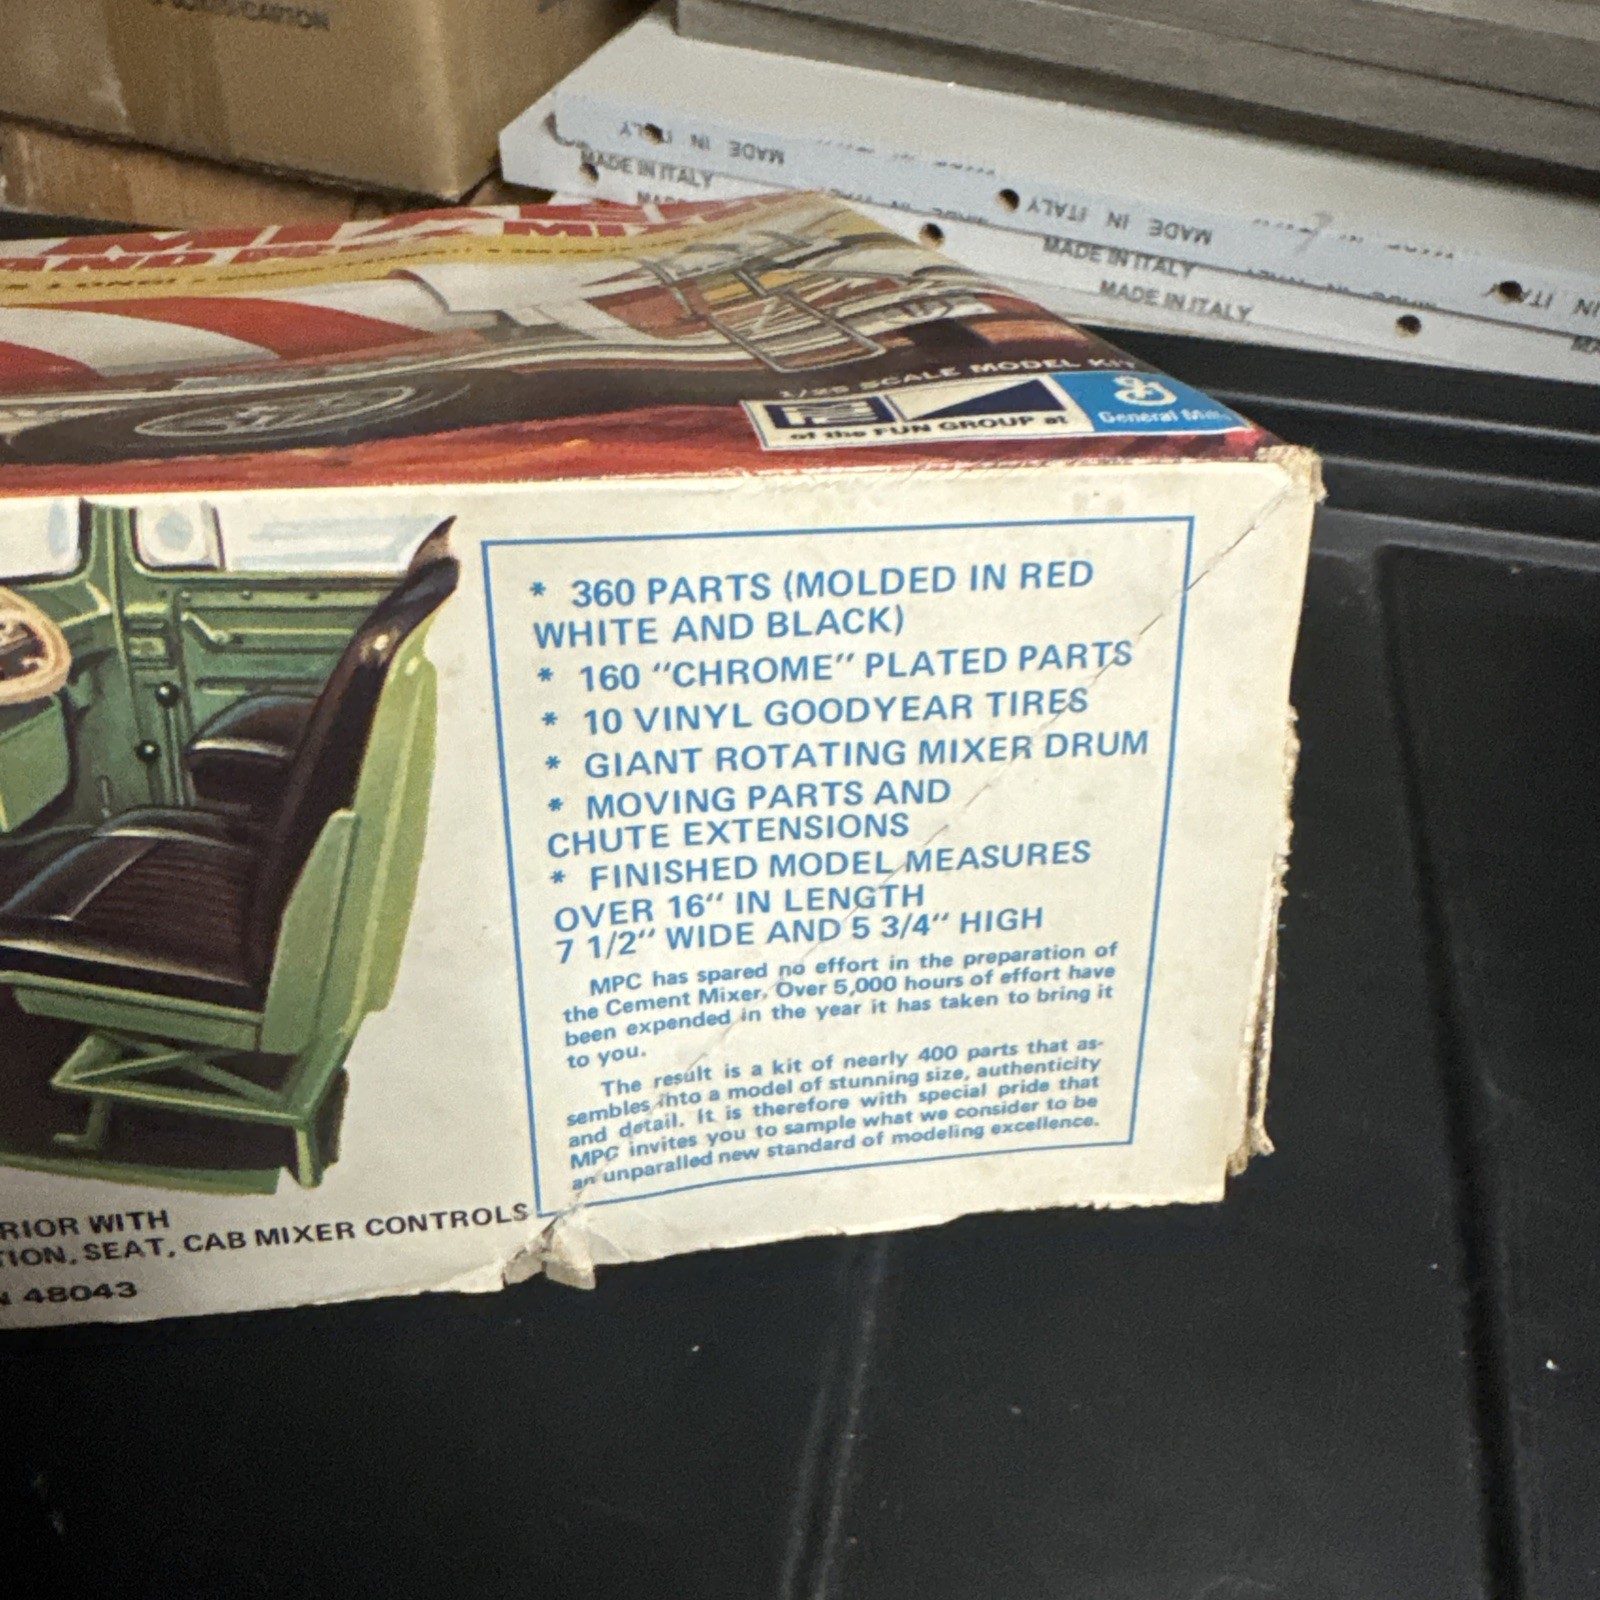 MADE IN ITALY
MADE IN ITALY
MADE IN ITALY
MADE IN ITALY
MADE IN ITALY
1/25 SCALE MODEL KIT
MPC
of the FUN GROUP at
General Mills
* 360 PARTS (MOLDED IN RED
WHITE AND BLACK)
* 160 “CHROME” PLATED PARTS
* 10 VINYL GOODYEAR TIRES
* GIANT ROTATING MIXER DRUM
* MOVING PARTS AND
CHUTE EXTENSIONS
* FINISHED MODEL MEASURES
OVER 16“ IN LENGTH
7 1/2“ WIDE AND 5 3/4“ HIGH
MPC has spared no effort in the preparation of
the Cement Mixer. Over 5,000 hours of effort have
been expended in the year it has taken to bring it
to you.
The result is a kit of nearly 400 parts that as-
sembles into a model of stunning size, authenticity
and detail. It is therefore with special pride that
MPC invites you to sample what we consider to be
an unparalled new standard of modeling excellence.
RIOR WITH
TION, SEAT, CAB MIXER CONTROLS
48043